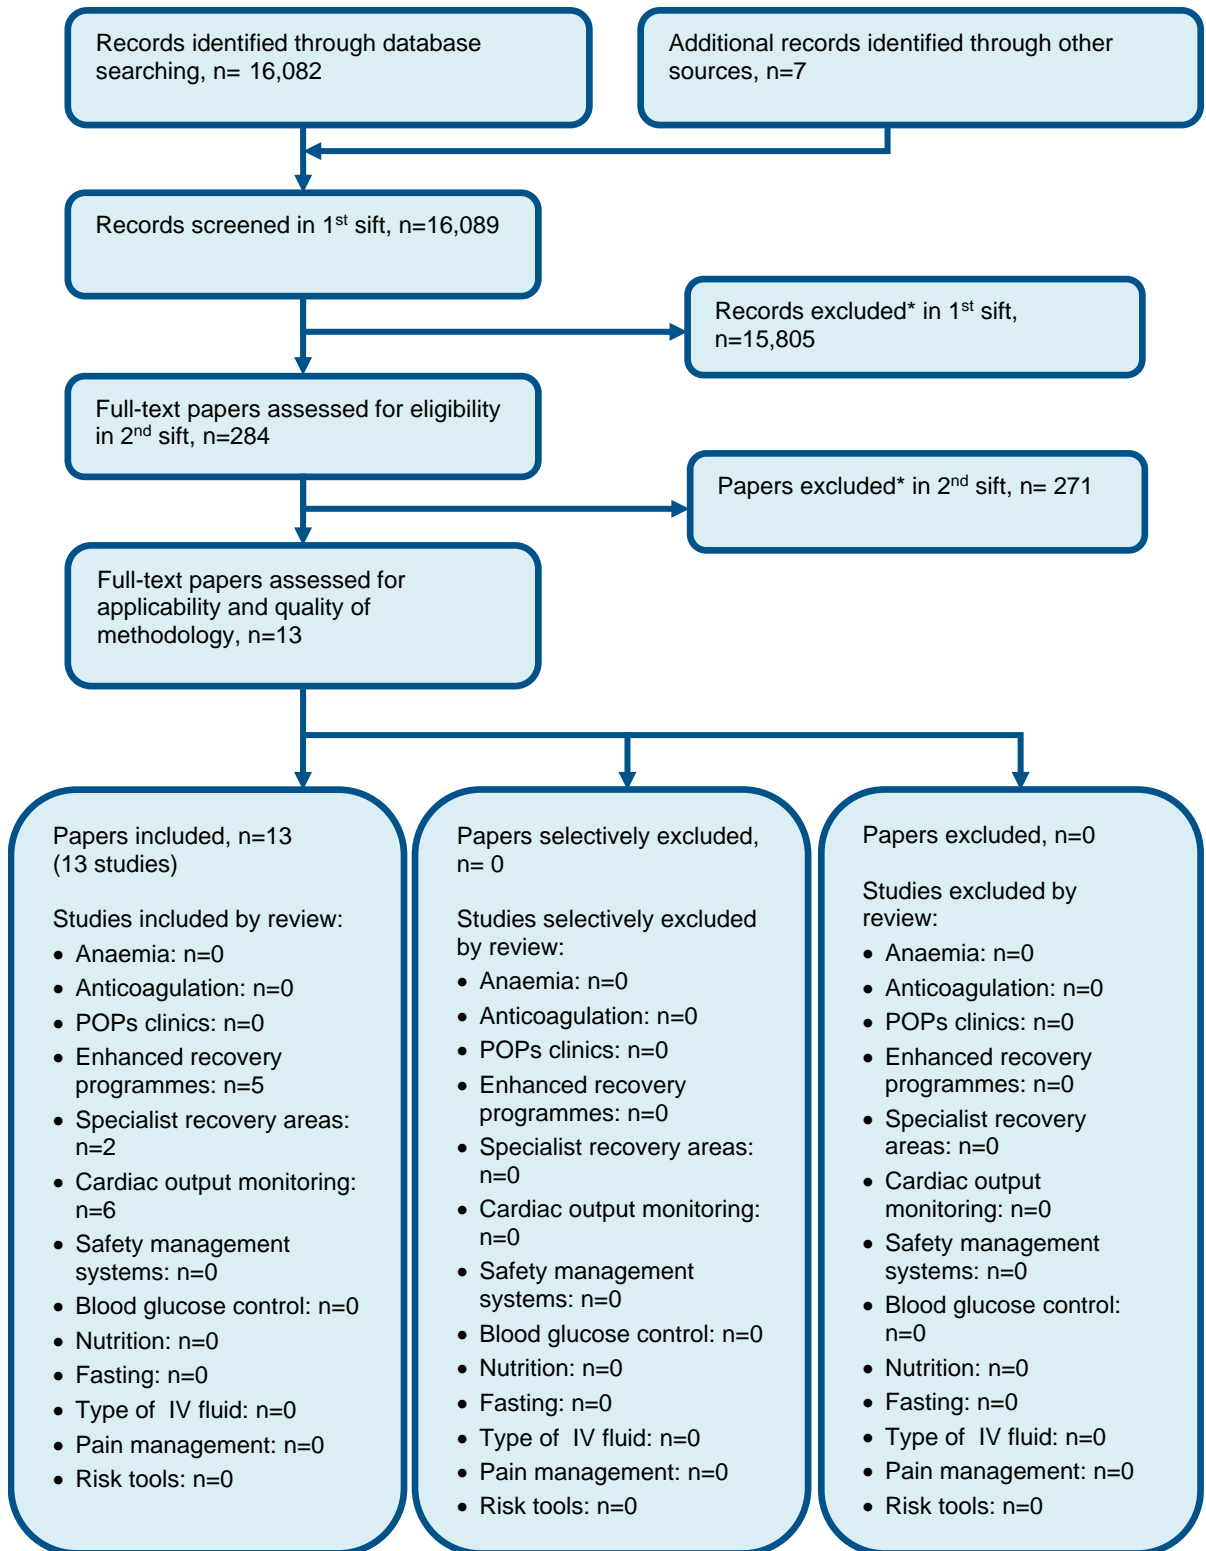 Records identified through database
searching, n= 16,082
Additional records identified through other
sources, n=7
Records screened in 1st sift, n=16,089
Records excluded* in 1st sift,
n=15,805
Full-text papers assessed for eligibility
in 2nd sift, n=284
Papers excluded* in 2nd sift, n= 271
Full-text papers assessed for
applicability and quality of
methodology, n=13
Papers included, n=13
(13 studies)
Studies included by review:
• Anaemia: n=0
• Anticoagulation: n=0
• POPs clinics: n=0
• Enhanced recovery
programmes: n=5
• Specialist recovery areas:
n=2
• Cardiac output monitoring:
n=6
• Safety management
systems: n=0
• Blood glucose control: n=0
• Nutrition: n=0
• Fasting: n=0
• Type of IV fluid: n=0
• Pain management: n=0
• Risk tools: n=0
Papers selectively excluded,
n= 0
Studies selectively excluded
by review:
• Anaemia: n=0
• Anticoagulation: n=0
• POPs clinics: n=0
• Enhanced recovery
programmes: n=0
• Specialist recovery areas:
n=0
• Cardiac output monitoring:
n=0
• Safety management
systems: n=0
• Blood glucose control: n=0
• Nutrition: n=0
• Fasting: n=0
• Type of IV fluid: n=0
• Pain management: n=0
• Risk tools: n=0
Papers excluded, n=0
Studies excluded by
review:
• Anaemia: n=0
• Anticoagulation: n=0
• POPs clinics: n=0
• Enhanced recovery
programmes: n=0
• Specialist recovery
areas: n=0
• Cardiac output
monitoring: n=0
• Safety management
systems: n=0
• Blood glucose control:
n=0
• Nutrition: n=0
• Fasting: n=0
• Type of IV fluid: n=0
• Pain management: n=0
• Risk tools: n=0